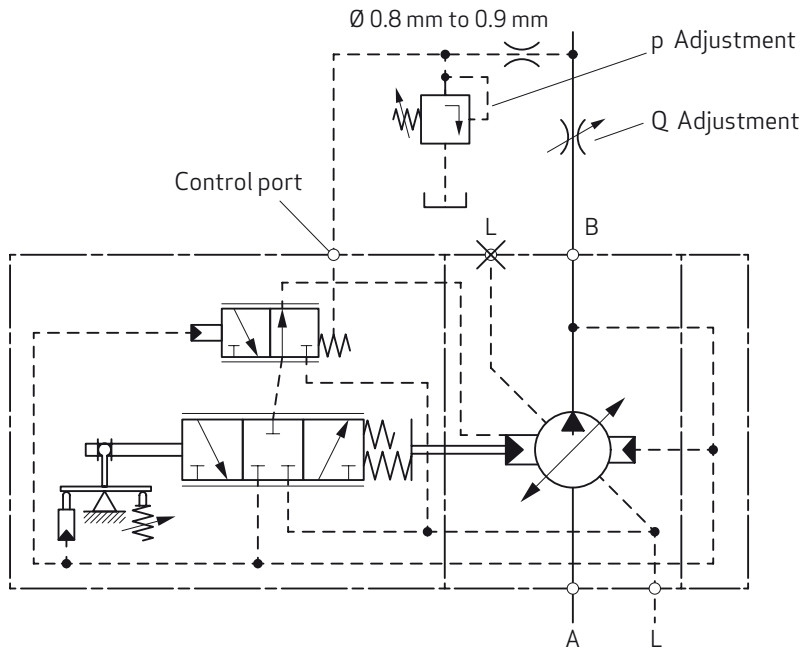 Ø 0.8 mm to 0.9 mm
p Adjustment
Q Adjustment
Control port
L
B
A
L